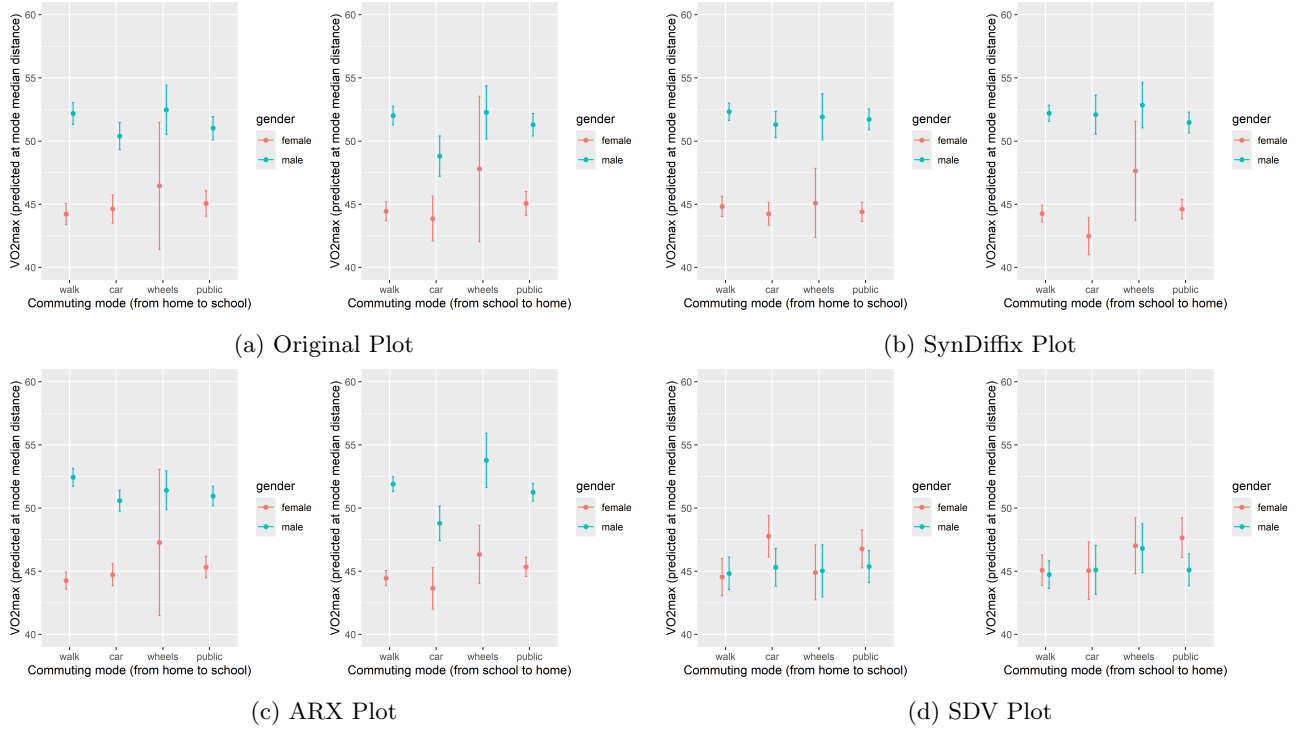 60
55
50
45
40
VO2max (predicted at mode median distance)
walk car wheels public
Commuting mode (from home to school)
gender
female
male
60
55
50
45
40
VO2max (predicted at mode median distance)
walk car wheels public
Commuting mode (from school to home)
gender
female
male
(a) Original Plot
60
55
50
45
40
VO2max (predicted at mode median distance)
walk car wheels public
Commuting mode (from home to school)
gender
female
male
60
55
50
45
40
VO2max (predicted at mode median distance)
walk car wheels public
Commuting mode (from school to home)
gender
female
male
(b) SynDiffix Plot
60
55
50
45
40
VO2max (predicted at mode median distance)
walk car wheels public
Commuting mode (from home to school)
gender
female
male
60
55
50
45
40
VO2max (predicted at mode median distance)
walk car wheels public
Commuting mode (from school to home)
gender
female
male
(c) ARX Plot
60
55
50
45
40
VO2max (predicted at mode median distance)
walk car wheels public
Commuting mode (from home to school)
gender
female
male
60
55
50
45
40
VO2max (predicted at mode median distance)
walk car wheels public
Commuting mode (from school to home)
gender
female
male
(d) SDV Plot